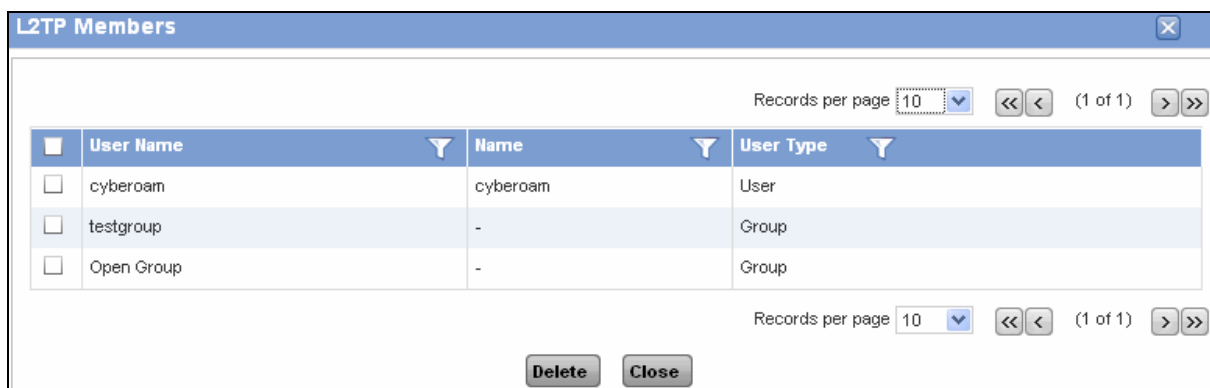 L2TP Members
Records per page 10 (1 of 1)
User Name Name User Type
cyberoam cyberoam User
testgroup - Group
Open Group - Group
Records per page 10 (1 of 1)
Delete Close